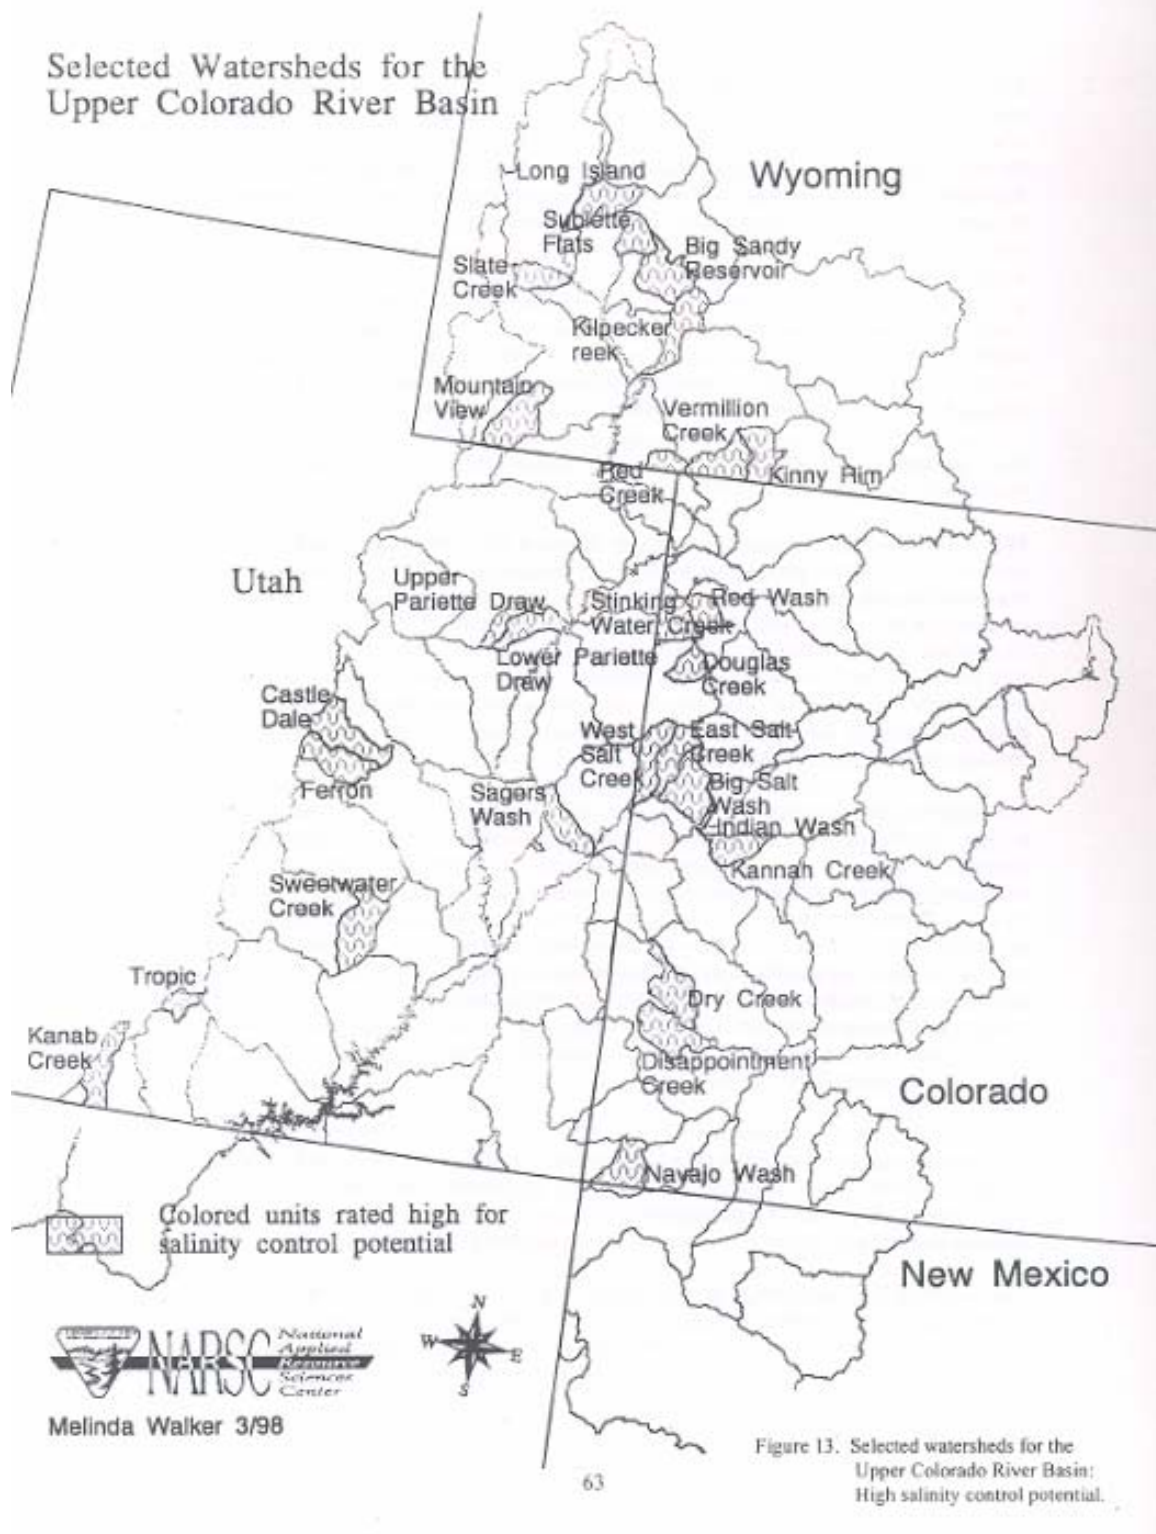 Selected Watersheds for the
Upper Colorado River Basin
Wyoming
Long Island
Sublette
Flats
Big Sandy
Reservoir
Slate
Creek
Kilpecker
reek
Mountain
View
Vermillion
Creek
Kinny Rim
Red
Creek
Utah
Upper
Pariette Draw
Stinking
Water Creek
Red Wash
Lower Pariette
Draw
Douglas
Creek
Castle
Dale
West
Salt
Creek
East Salt
Creek
Ferron
Sagers
Wash
Big Salt
Wash
Indian Wash
Kannah Creek
Sweetwater
Creek
Tropic
Dry Creek
Kanab
Creek
Disappointment
Creek
Colorado
Navajo Wash
Colored units rated high for
salinity control potential
New Mexico
N
W
E
S
NARSC
National
Applied
Resource
Sciences
Center
Melinda Walker 3/98
Figure 13. Selected watersheds for the
Upper Colorado River Basin:
High salinity control potential.
63